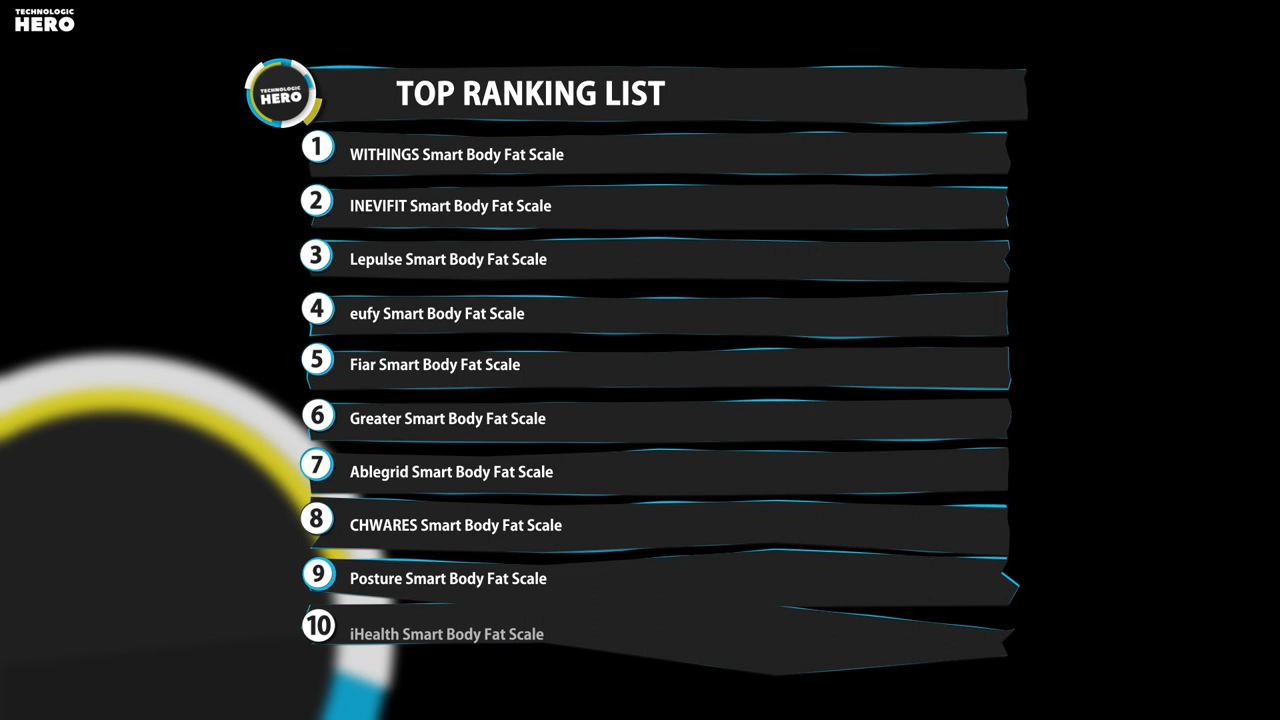 TECHNOLOGIC
HERO
TECHNOLOGIC
HERO
TOP RANKING LIST
1
WITHINGS Smart Body Fat Scale
2
INEVIFIT Smart Body Fat Scale
3
Lepulse Smart Body Fat Scale
4
eufy Smart Body Fat Scale
5
Fiar Smart Body Fat Scale
6
Greater Smart Body Fat Scale
7
Ablegrid Smart Body Fat Scale
8
CHWARES Smart Body Fat Scale
9
Posture Smart Body Fat Scale
10
iHealth Smart Body Fat Scale